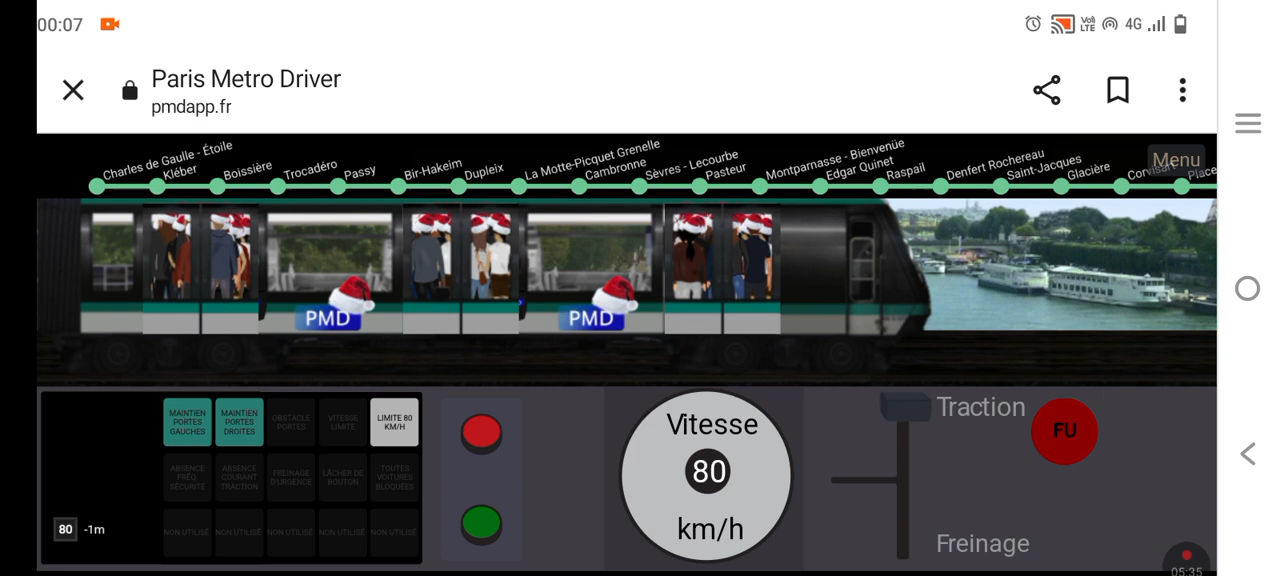 00:07
Vol LTE 4G
Paris Metro Driver
pmdapp.fr
Charles de Gaulle - Étoile
Kléber
Boissière
Trocadéro
Passy
Bir-Hakeim
Dupleix
La Motte-Picquet Grenelle
Cambronne
Sèvres - Lecourbe
Pasteur
Montparnasse - Bienvenüe
Edgar Quinet
Raspail
Denfert Rochereau
Saint-Jacques
Glacière
Corvisart
Place
Menu
PMD
PMD
MAINTIEN PORTES GAUCHES
MAINTIEN PORTES DROITES
OBSTACLE PORTES
VITESSE LIMITE
LIMITE 80 KM/H
ABSENCE FRÉQ. SÉCURITÉ
ABSENCE COURANT TRACTION
FREINAGE D'URGENCE
LÂCHER DE BOUTON
TOUTES VOITURES BLOQUÉES
NON UTILISÉ
NON UTILISÉ
NON UTILISÉ
NON UTILISÉ
NON UTILISÉ
80 -1m
Vitesse
80
km/h
Traction
FU
Freinage
05:35